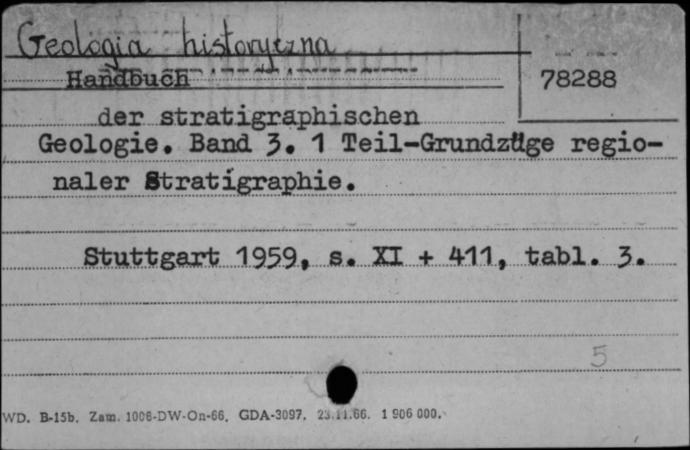 Geologia historyczna
Handbuch
78288
der stratigraphischen
Geologie. Band 3. 1 Teil-Grundzüge regio-
naler Stratigraphie.
Stuttgart 1959, s. XI + 411, tabl. 3.
5
WD. B-15b. Zam. 1006-DW-On-66. GDA-3097. 23.11.66. 1 906 000.